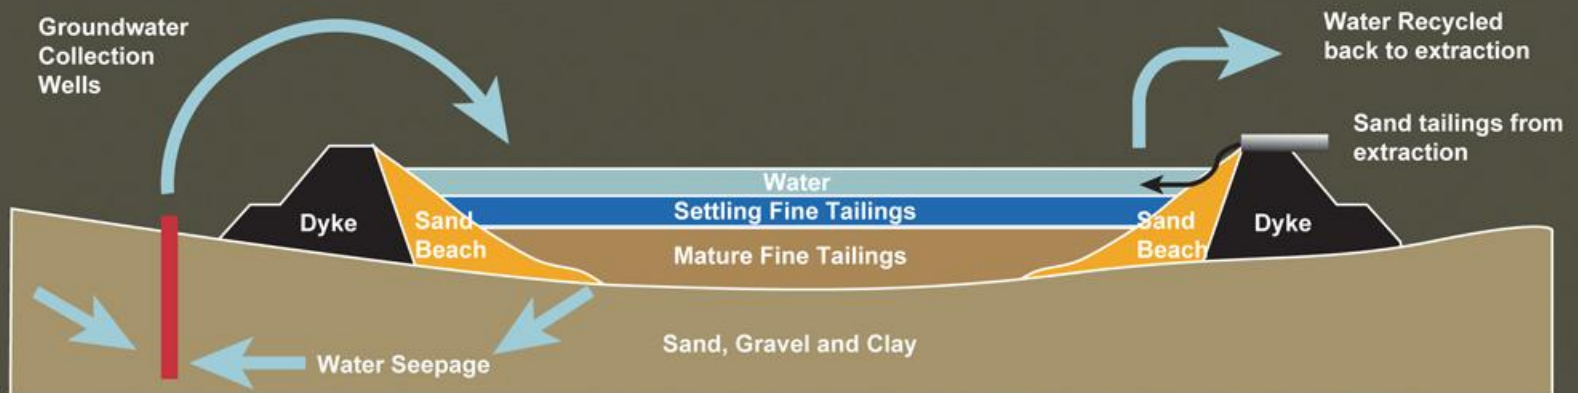 Groundwater
Collection
Wells
Water Recycled
back to extraction
Sand tailings from
extraction
Water
Settling Fine Tailings
Mature Fine Tailings
Dyke
Sand
Beach
Sand
Beach
Dyke
Water Seepage
Sand, Gravel and Clay